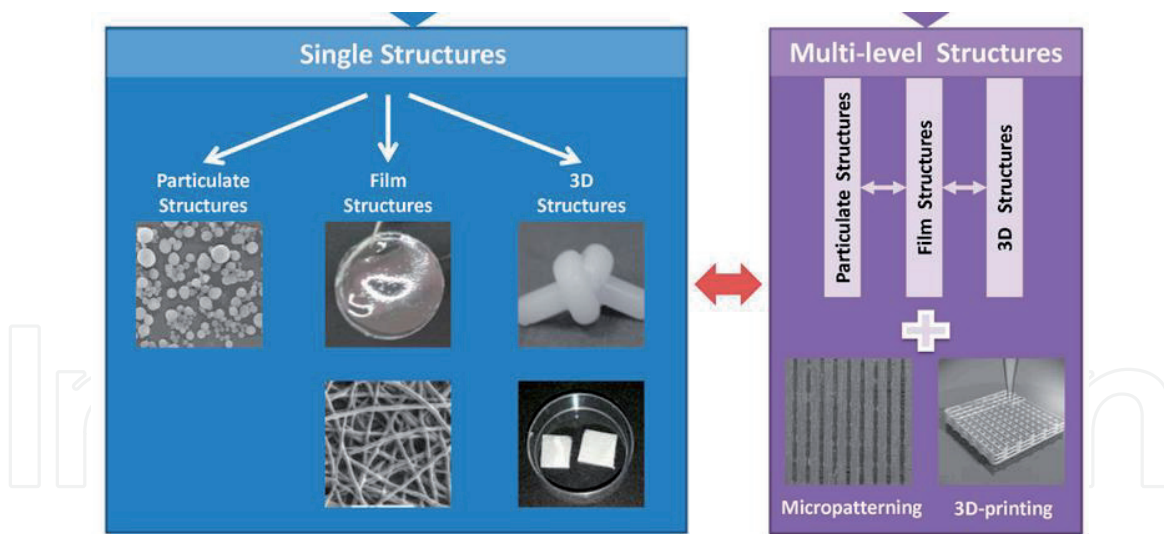 Single Structures
Particulate
Structures
Film
Structures
3D
Structures
Multi-level Structures
Particulate Structures
Film Structures
3D Structures
Micropatterning
3D-printing